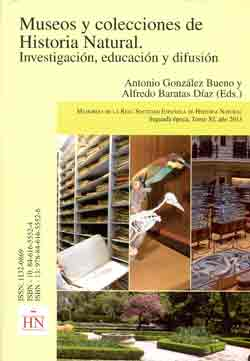 Museos y colecciones de
Historia Natural.
Investigación, educación y difusión
Antonio González Bueno y
Alfredo Baratas Díaz (Eds.)
MEMORIAS DE LA REAL SOCIEDAD ESPAÑOLA DE HISTORIA NATURAL
Segunda época, Tomo XI, año 2013
ISSN: 1132-0869
ISBN - 10: 84-616-5552-4
ISBN - 13: 978-84-616-5552-6
HN